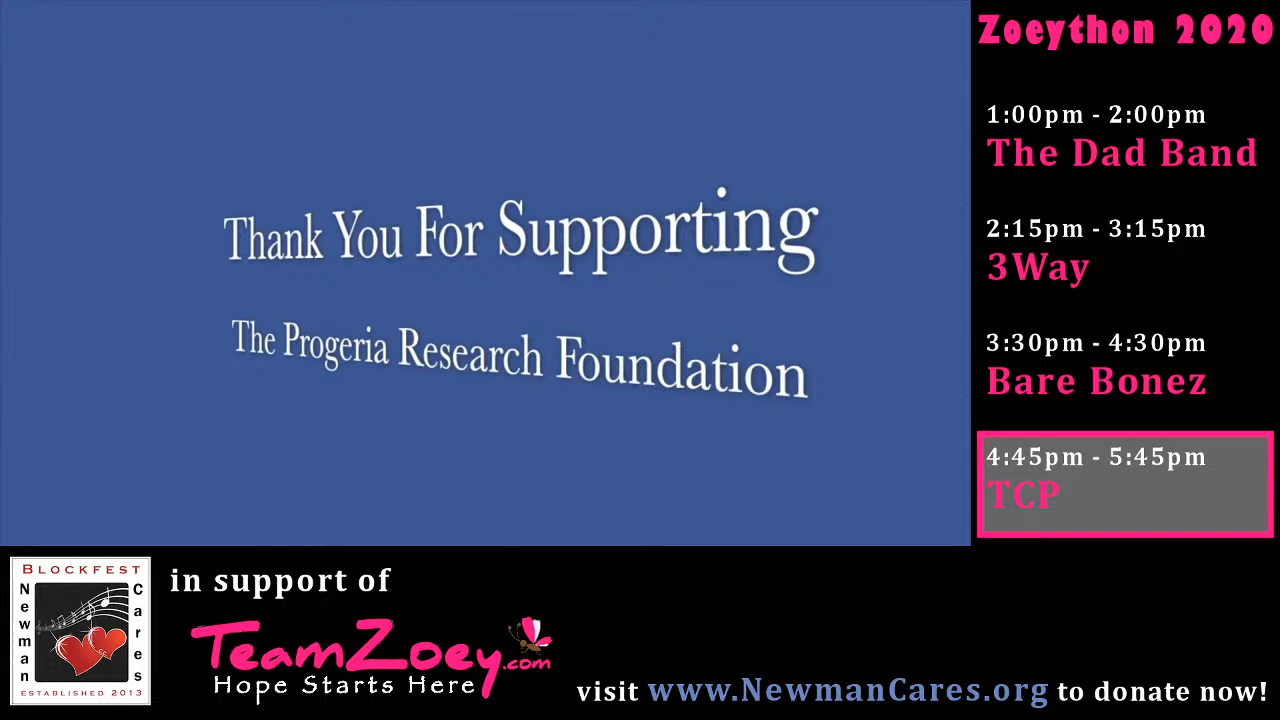 Thank You For Supporting
The Progeria Research Foundation
Zoeython 2020
1:00pm - 2:00pm
The Dad Band
2:15pm - 3:15pm
3Way
3:30pm - 4:30pm
Bare Bonez
4:45pm - 5:45pm
TCP
BLOCKFEST
Newman
Cares
ESTABLISHED 2013
in support of
TeamZoey.com
Hope Starts Here
visit www.NewmanCares.org to donate now!